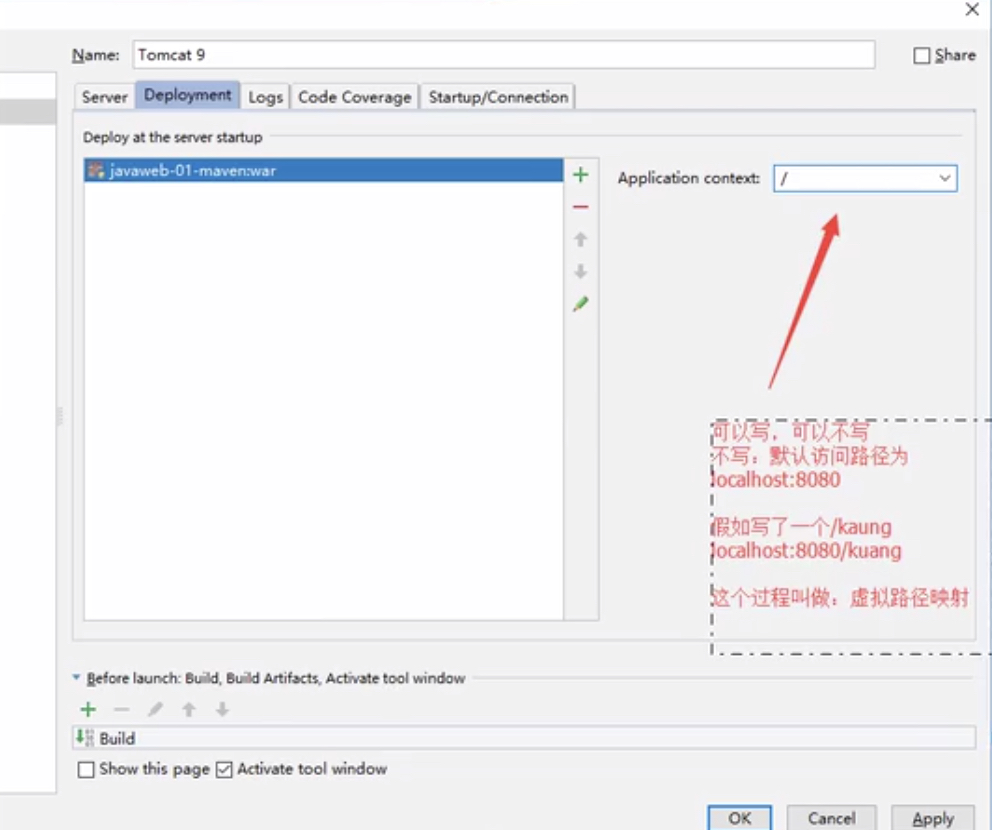 Name: Tomcat 9 Share
Server Deployment Logs Code Coverage Startup/Connection
Deploy at the server startup
javaweb-01-maven:war
Application context: /
可以写，可以不写
不写：默认访问路径为
localhost:8080
假如写了一个/kaung
localhost:8080/kuang
这个过程叫做：虚拟路径映射
Before launch: Build, Build Artifacts, Activate tool window
Build
Show this page Activate tool window
OK Cancel Apply